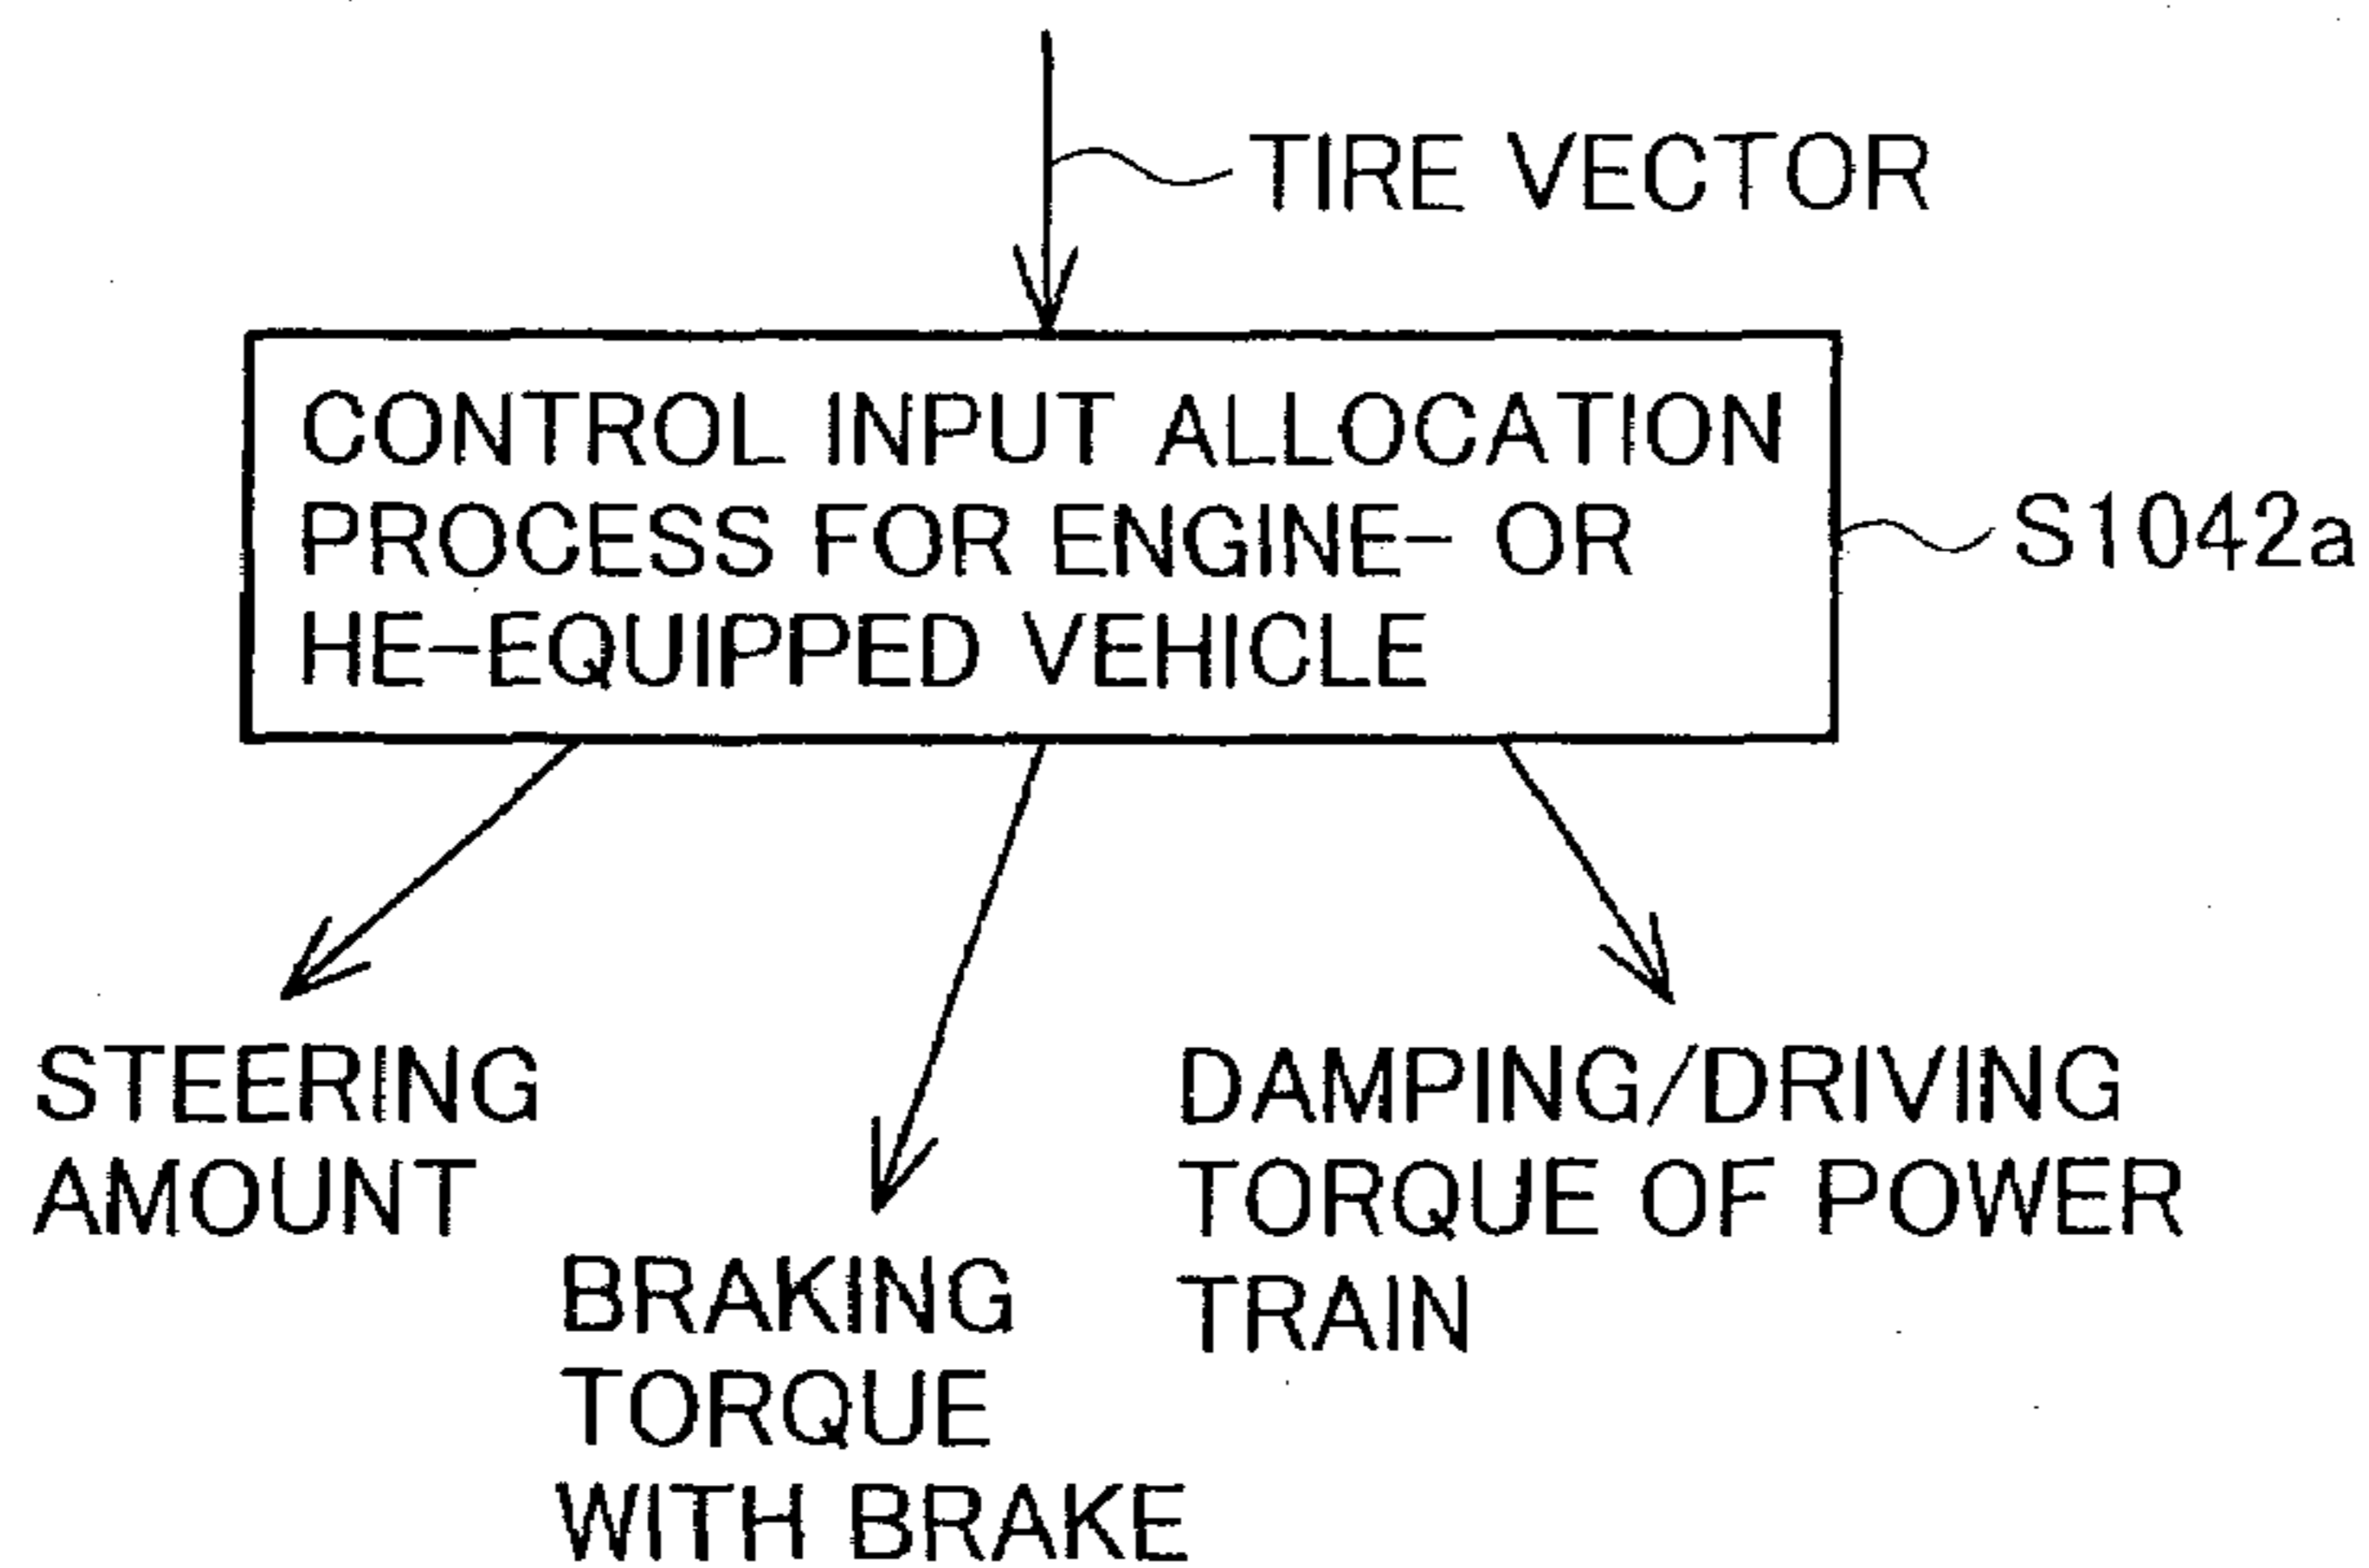 TIRE VECTOR
CONTROL INPUT ALLOCATION
PROCESS FOR ENGINE- OR
HE-EQUIPPED VEHICLE
S1042a
STEERING
AMOUNT
BRAKING
TORQUE
WITH BRAKE
DAMPING/DRIVING
TORQUE OF POWER
TRAIN